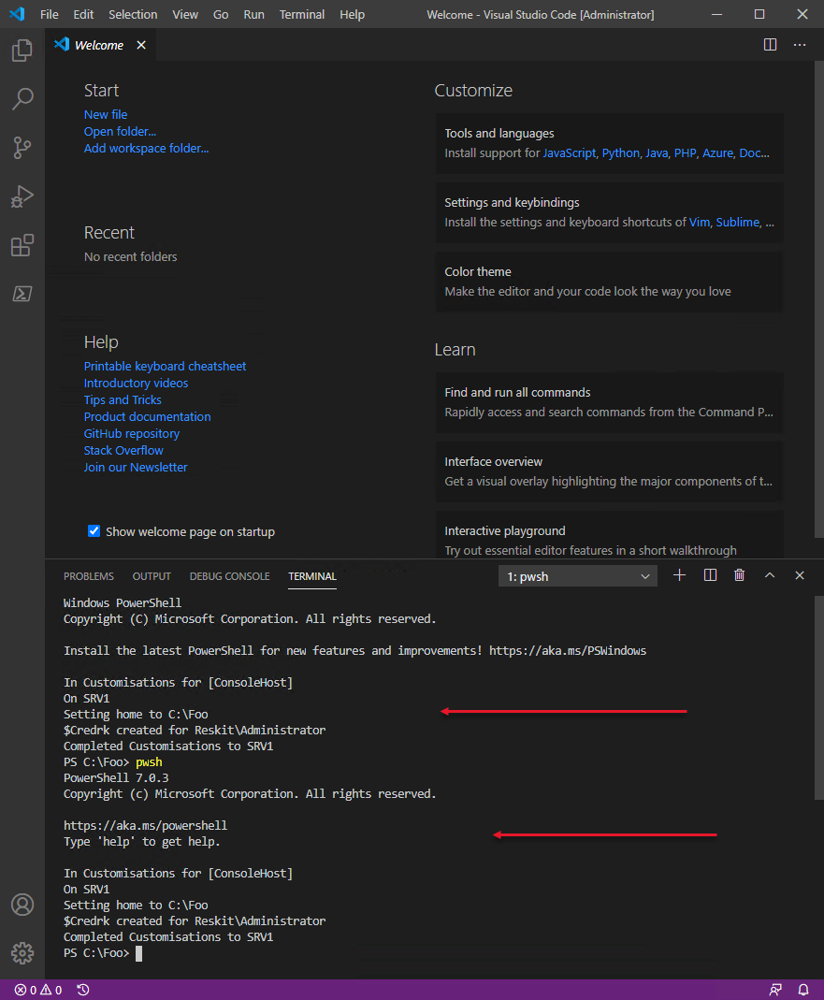 File Edit Selection View Go Run Terminal Help Welcome - Visual Studio Code [Administrator]
Welcome
Start
New file
Open folder...
Add workspace folder...
Recent
No recent folders
Help
Printable keyboard cheatsheet
Introductory videos
Tips and Tricks
Product documentation
GitHub repository
Stack Overflow
Join our Newsletter
Show welcome page on startup
Customize
Tools and languages
Install support for JavaScript, Python, Java, PHP, Azure, Doc...
Settings and keybindings
Install the settings and keyboard shortcuts of Vim, Sublime, ...
Color theme
Make the editor and your code look the way you love
Learn
Find and run all commands
Rapidly access and search commands from the Command P...
Interface overview
Get a visual overlay highlighting the major components of t...
Interactive playground
Try out essential editor features in a short walkthrough
PROBLEMS OUTPUT DEBUG CONSOLE TERMINAL 1: pwsh
Windows PowerShell
Copyright (C) Microsoft Corporation. All rights reserved.
Install the latest PowerShell for new features and improvements! https://aka.ms/PSWindows
In Customisations for [ConsoleHost]
On SRV1
Setting home to C:\Foo
$Credrk created for Reskit\Administrator
Completed Customisations to SRV1
PS C:\Foo> pwsh
PowerShell 7.0.3
Copyright (c) Microsoft Corporation. All rights reserved.
https://aka.ms/powershell
Type 'help' to get help.
In Customisations for [ConsoleHost]
On SRV1
Setting home to C:\Foo
$Credrk created for Reskit\Administrator
Completed Customisations to SRV1
PS C:\Foo>
0 0